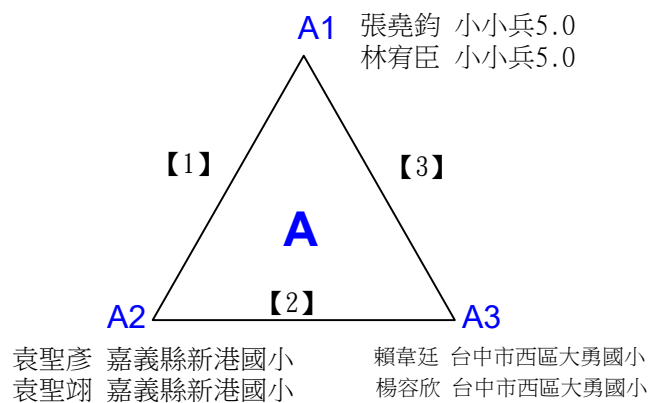 A1
張堯鈞 小小兵5.0
林宥臣 小小兵5.0
【1】
【3】
A
【2】
A2
A3
袁聖彥 嘉義縣新港國小
袁聖翊 嘉義縣新港國小
賴韋廷 台中市西區大勇國小
楊容欣 台中市西區大勇國小